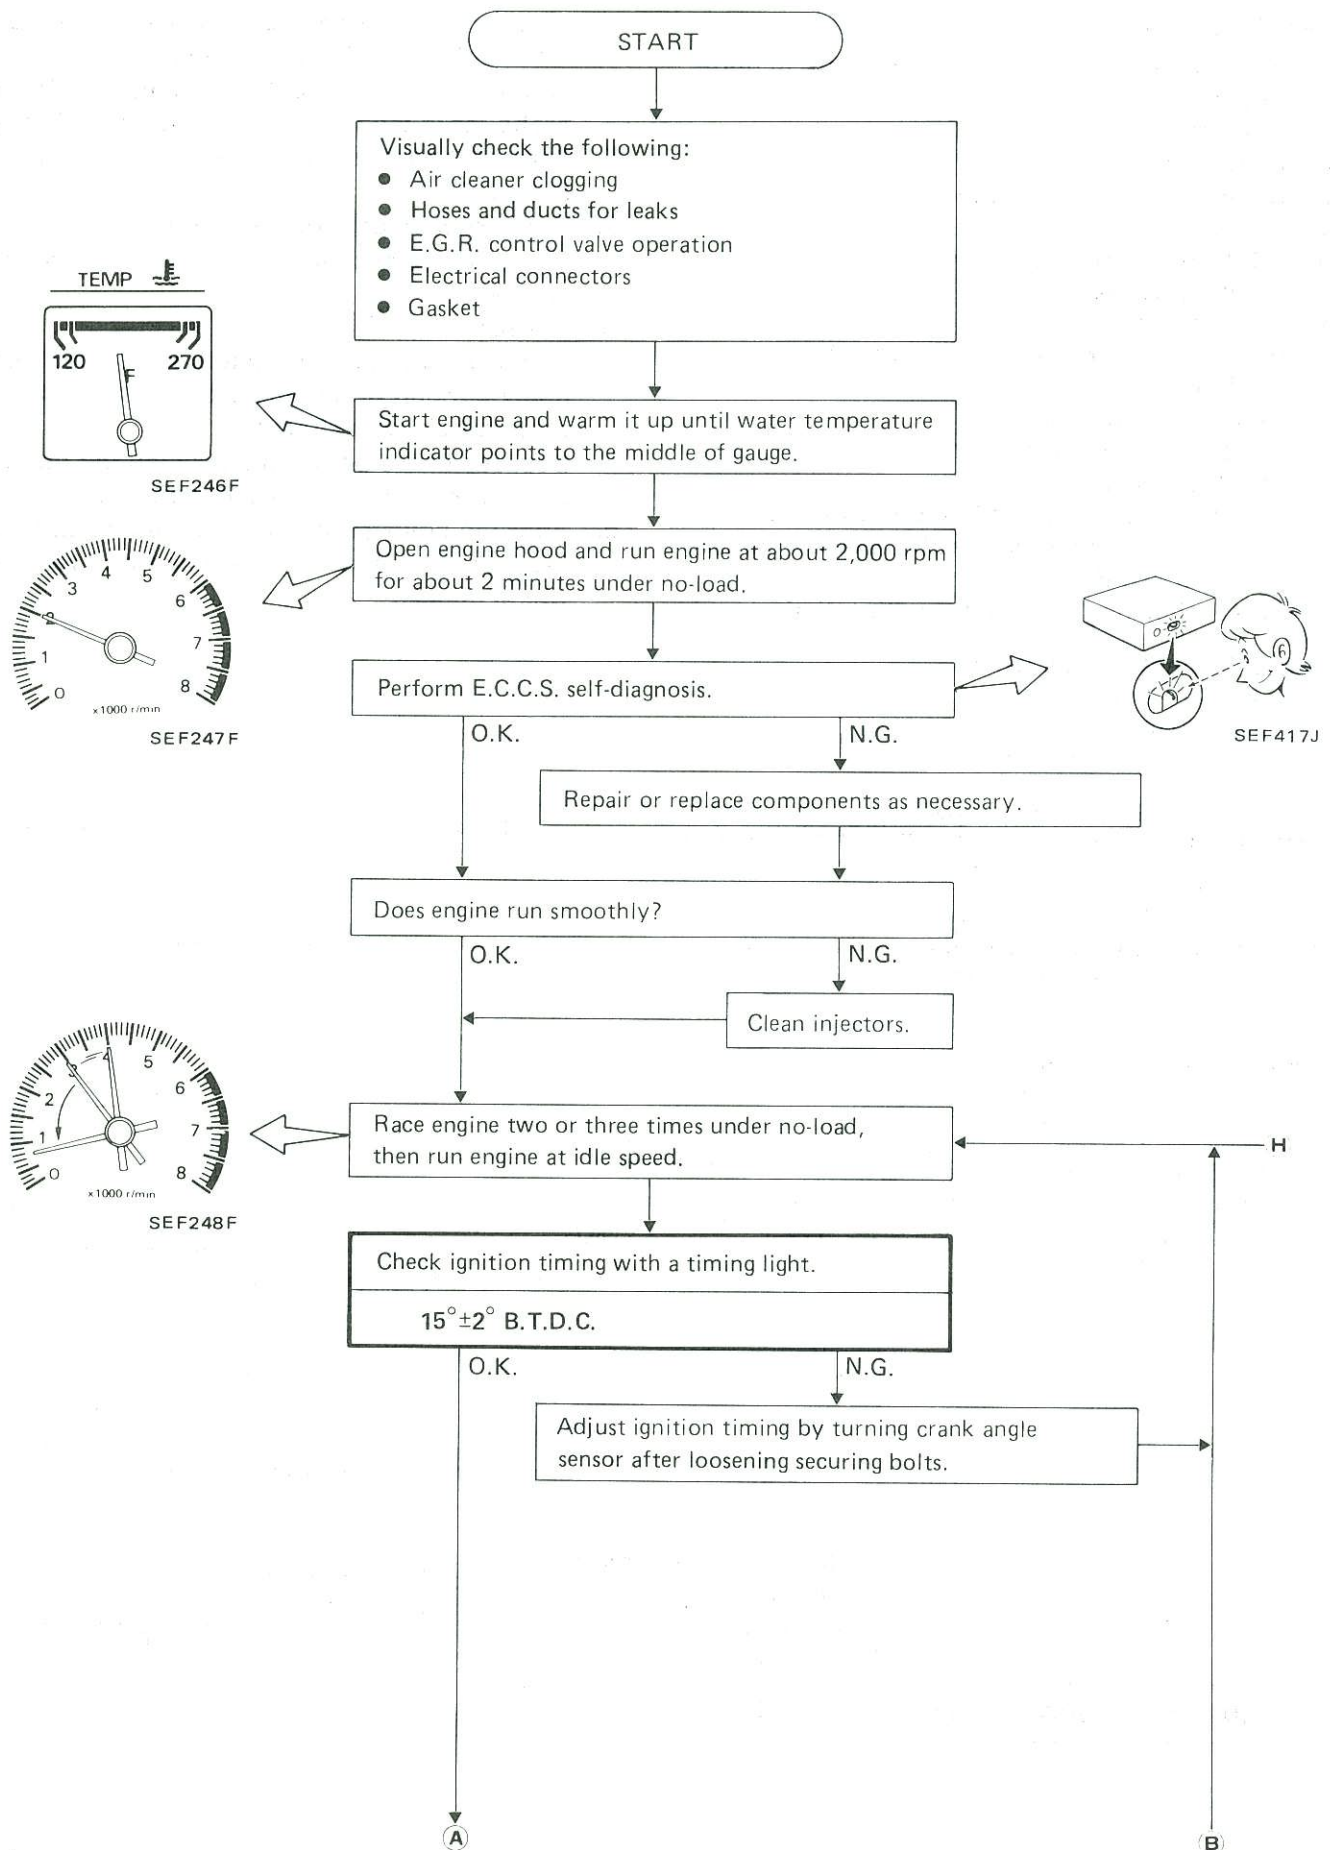 START
Visually check the following:
● Air cleaner clogging
● Hoses and ducts for leaks
● E.G.R. control valve operation
● Electrical connectors
● Gasket
TEMP
120 270
F
SEF246F
Start engine and warm it up until water temperature
indicator points to the middle of gauge.
Open engine hood and run engine at about 2,000 rpm
for about 2 minutes under no-load.
0 1 2 3 4 5 6 7 8
x1000 r/min
SEF247F
Perform E.C.C.S. self-diagnosis.
SEF417J
O.K. N.G.
Repair or replace components as necessary.
Does engine run smoothly?
O.K. N.G.
Clean injectors.
0 1 2 3 4 5 6 7 8
x1000 r/min
SEF248F
Race engine two or three times under no-load,
then run engine at idle speed.
H
Check ignition timing with a timing light.
15°±2° B.T.D.C.
O.K. N.G.
Adjust ignition timing by turning crank angle
sensor after loosening securing bolts.
A B